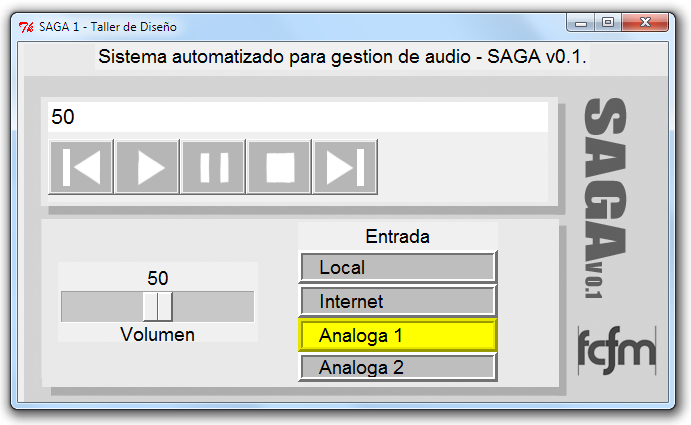 SAGA 1 - Taller de Diseño
Sistema automatizado para gestion de audio - SAGA v0.1.
50
SAGA v 0.1
50
Volumen
Entrada
Local
Internet
Analoga 1
Analoga 2
fcfm